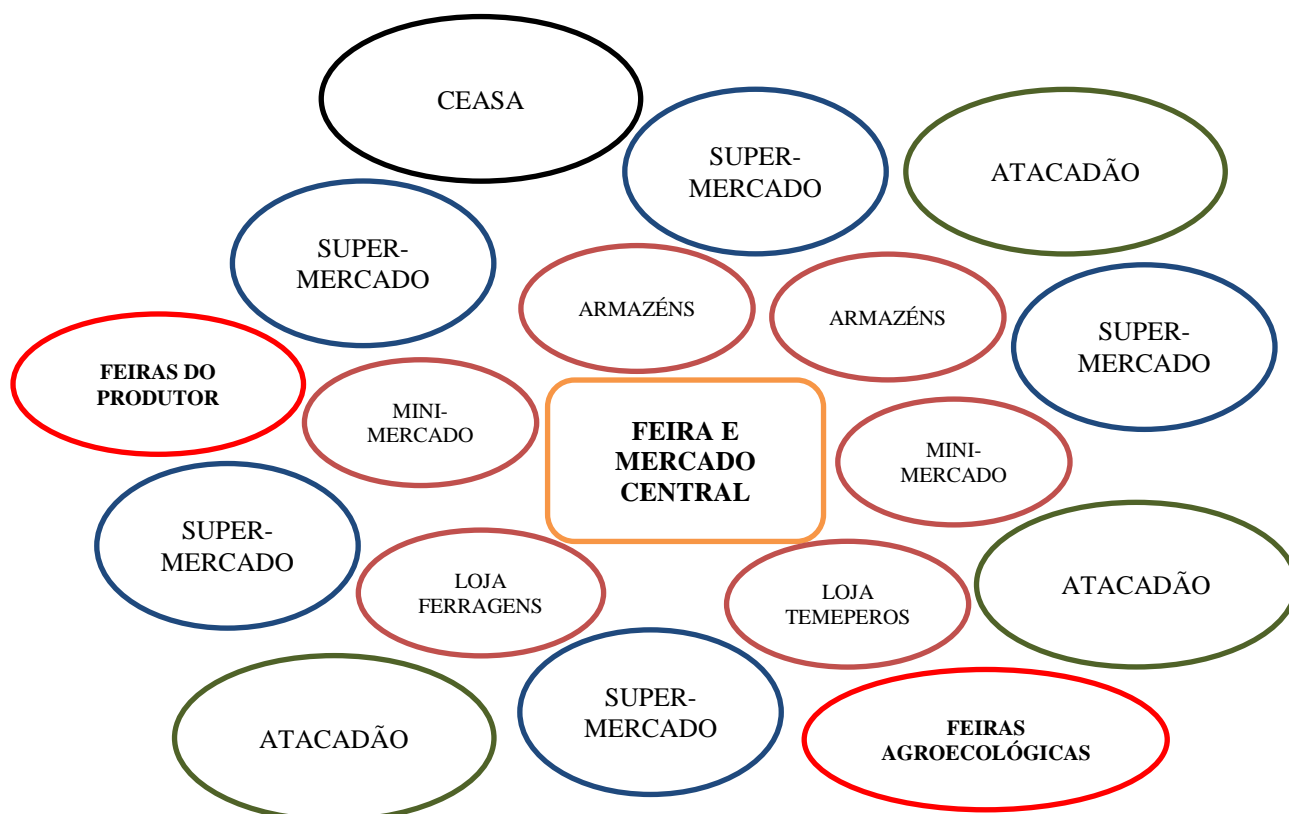 CEASA
SUPER-
MERCADO
ATACADÃO
SUPER-
MERCADO
ARMAZÉNS
ARMAZÉNS
SUPER-
MERCADO
FEIRAS DO
PRODUTOR
MINI-
MERCADO
FEIRA E
MERCADO
CENTRAL
MINI-
MERCADO
SUPER-
MERCADO
LOJA
FERRAGENS
LOJA
TEMEPEROS
ATACADÃO
ATACADÃO
SUPER-
MERCADO
FEIRAS
AGROECOLÓGICAS